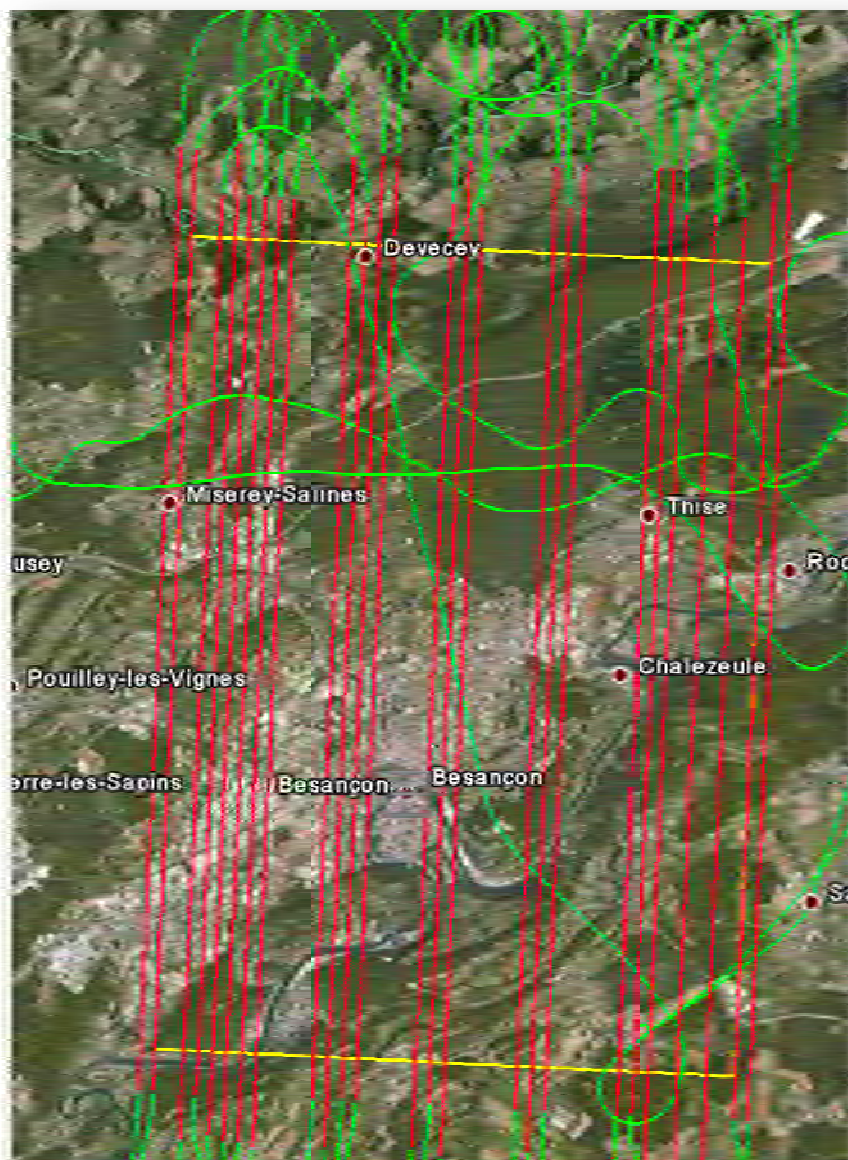 Devecey
Miserey-Salines
Thise
usey
Roc
Chalezeule
Pouilley-les-Vignes
erre-les-Sapins
Besançon...
Besançon
Sa